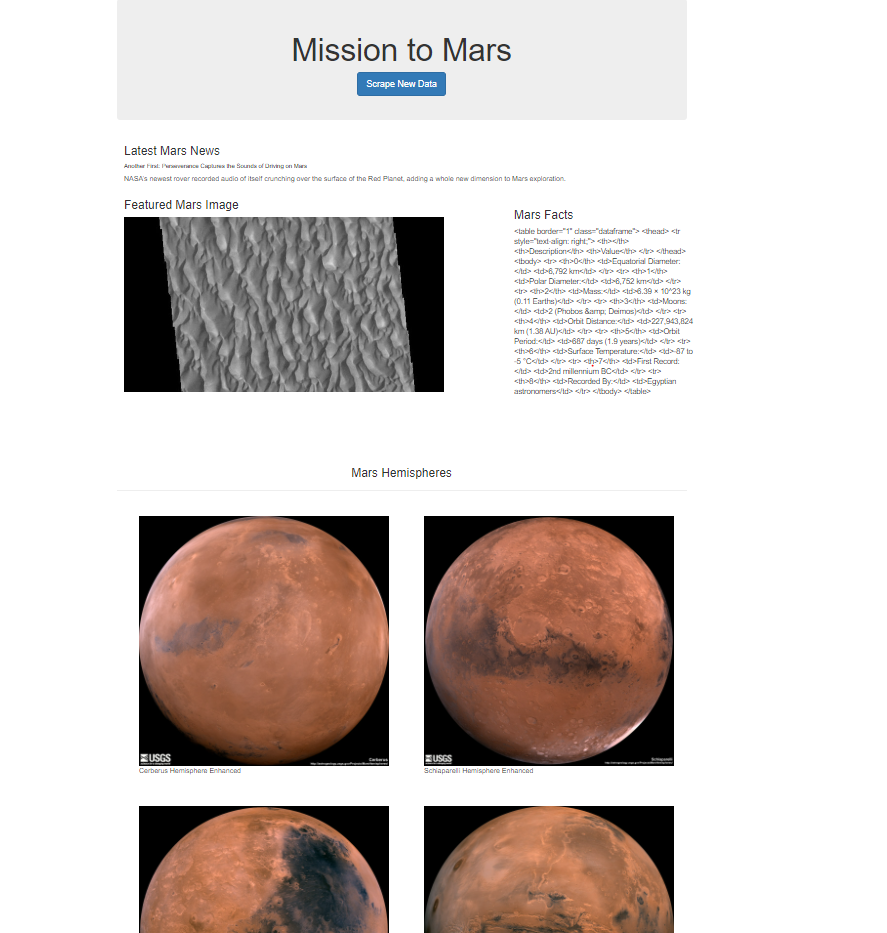 Mission to Mars
Scrape New Data
Latest Mars News
Another First: Perseverance Captures the Sounds of Driving on Mars
NASA's newest rover recorded audio of itself crunching over the surface of the Red Planet, adding a whole new dimension to Mars exploration.
Featured Mars Image
Mars Facts
<table border="1" class="dataframe"> <thead> <tr
style="text-align: right;"> <th></th>
<th>Description</th> <th>Value</th> </tr> </thead>
<tbody> <tr> <th>0</th> <td>Equatorial Diameter:
</td> <td>6,792 km</td> </tr> <tr> <th>1</th>
<td>Polar Diameter:</td> <td>6,752 km</td> </tr>
<tr> <th>2</th> <td>Mass:</td> <td>6.39 × 10^23 kg
(0.11 Earths)</td> </tr> <tr> <th>3</th> <td>Moons:
</td> <td>2 (Phobos &amp; Deimos)</td> </tr> <tr>
<th>4</th> <td>Orbit Distance:</td> <td>227,943,824
km (1.38 AU)</td> </tr> <tr> <th>5</th> <td>Orbit
Period:</td> <td>687 days (1.9 years)</td> </tr> <tr>
<th>6</th> <td>Surface Temperature:</td> <td>-87 to
-5 °C</td> </tr> <tr> <th>7</th> <td>First Record:
</td> <td>2nd millennium BC</td> </tr> <tr>
<th>8</th> <td>Recorded By:</td> <td>Egyptian
astronomers</td> </tr> </tbody> </table>
Mars Hemispheres
USGS
Cerberus
USGS
Schiaparelli
Cerberus Hemisphere Enhanced
Schiaparelli Hemisphere Enhanced